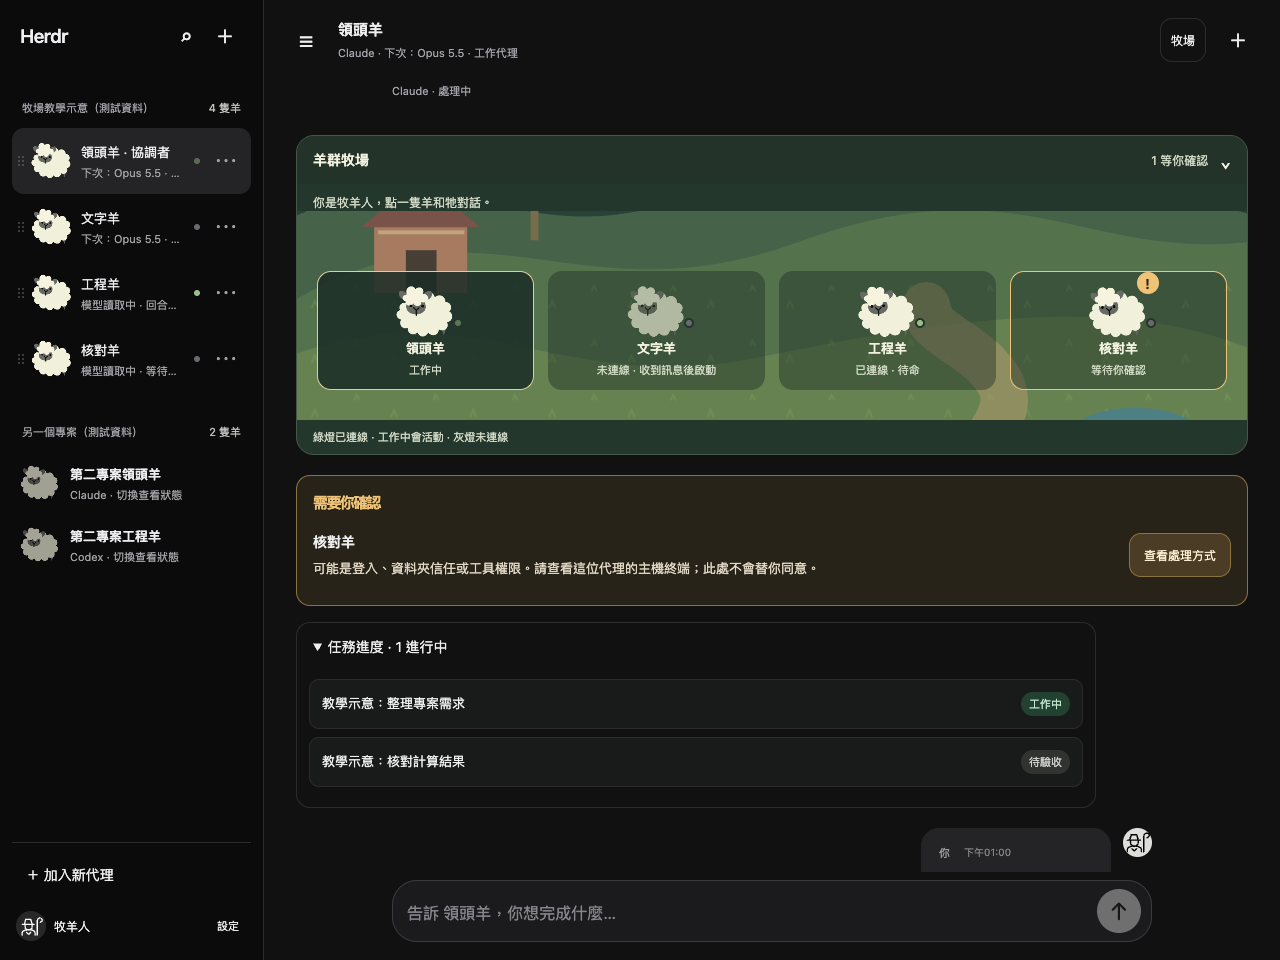 Herdr
牧場教學示意（測試資料） 4 隻羊
領頭羊 · 協調者
下次：Opus 5.5 · ...
文字羊
下次：Opus 5.5 · ...
工程羊
模型讀取中 · 回合...
核對羊
模型讀取中 · 等待...
另一個專案（測試資料） 2 隻羊
第二專案領頭羊
Claude · 切換查看狀態
第二專案工程羊
Codex · 切換查看狀態
+ 加入新代理
牧羊人 設定
領頭羊
Claude · 下次：Opus 5.5 · 工作代理
牧場
Claude · 處理中
羊群牧場 1 等你確認
你是牧羊人，點一隻羊和牠對話。
領頭羊
工作中
文字羊
未連線 · 收到訊息後啟動
工程羊
已連線 · 待命
!
核對羊
等待你確認
綠燈已連線 · 工作中會活動 · 灰燈未連線
需要你確認
核對羊
可能是登入、資料夾信任或工具權限。請查看這位代理的主機終端；此處不會替你同意。
查看處理方式
▼ 任務進度 · 1 進行中
教學示意：整理專案需求 工作中
教學示意：核對計算結果 待驗收
你 下午01:00
告訴 領頭羊，你想完成什麼...